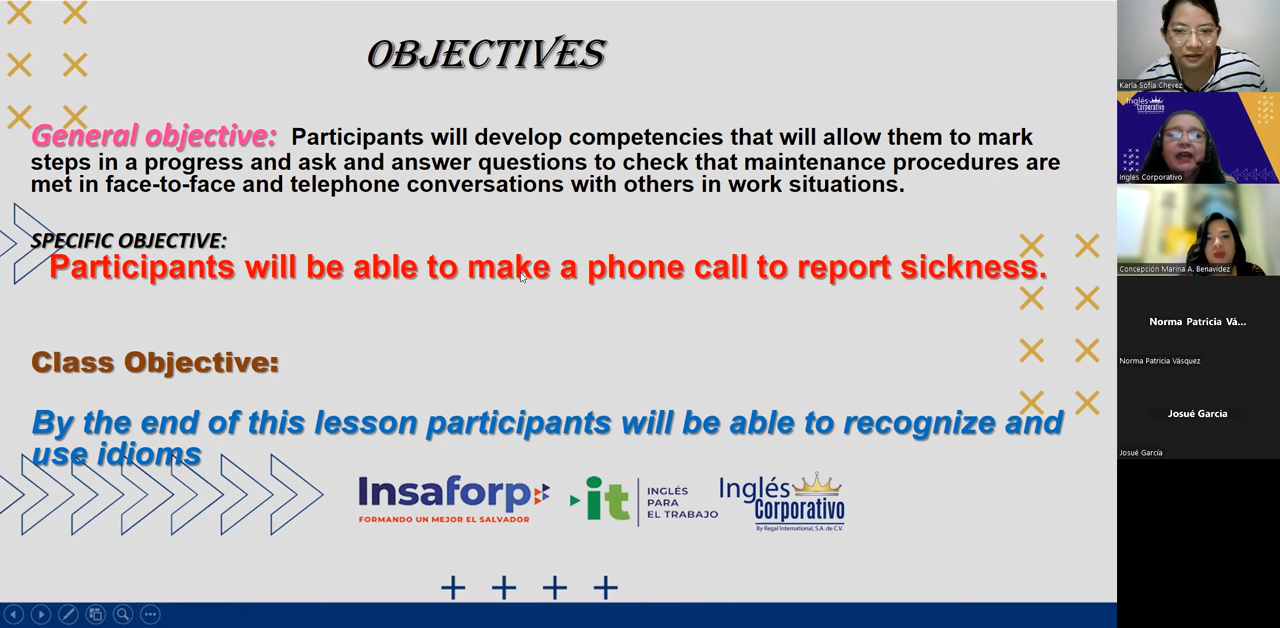 OBJECTIVES
General objective: Participants will develop competencies that will allow them to mark
steps in a progress and ask and answer questions to check that maintenance procedures are
met in face-to-face and telephone conversations with others in work situations.
SPECIFIC OBJECTIVE:
Participants will be able to make a phone call to report sickness.
Class Objective:
By the end of this lesson participants will be able to recognize and
use idioms
Insaforp
FORMANDO UN MEJOR EL SALVADOR
it
INGLÉS
PARA
EL TRABAJO
Inglés
Corporativo
By Regal International, S.A. de C.V.
Karla Sofia Chevez
Inglés
Corporativo
Inglés Corporativo
Concepción Marina A. Benavidez
Norma Patricia Vá...
Norma Patricia Vásquez
Josué García
Josué García